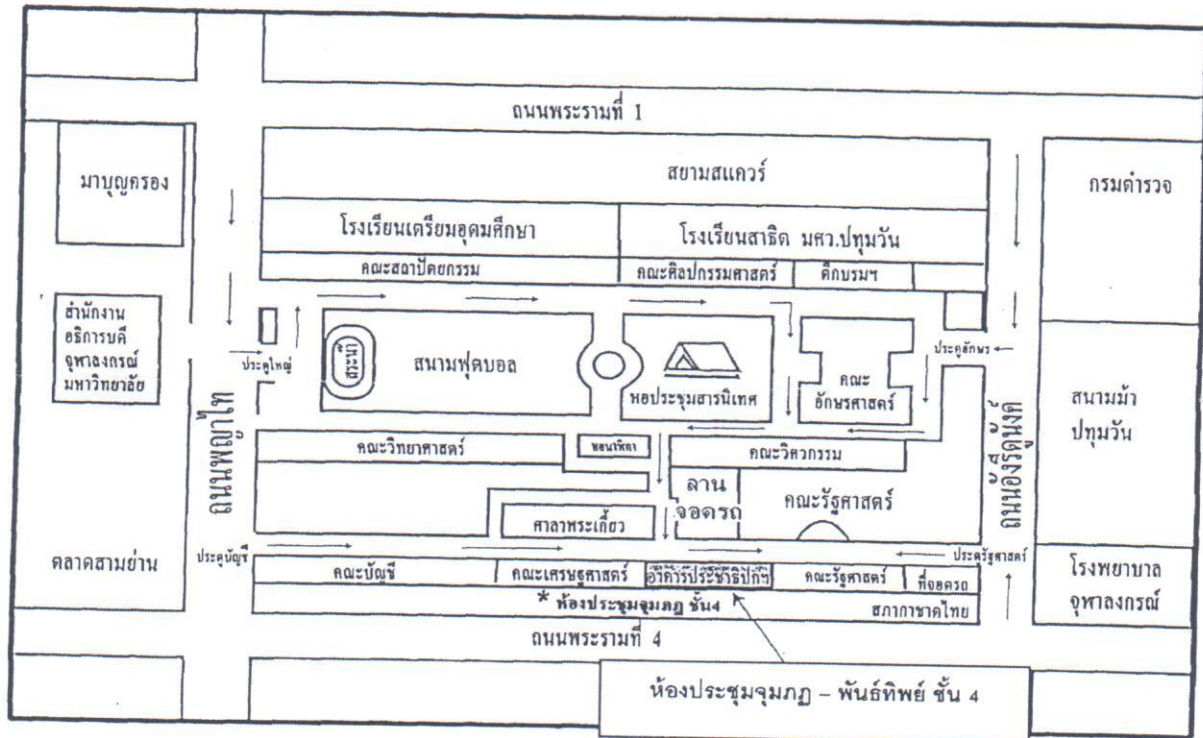 ถนนพระรามที่ 1
มาบุญครอง
สยามสแควร์
กรมตำรวจ
โรงเรียนเตรียมอุดมศึกษา
โรงเรียนสาธิต มศว.ปทุมวัน
คณะสถาปัตยกรรม
คณะศิลปกรรมศาสตร์
ตึกบรมฯ
สำนักงาน
อธิการบดี
จุฬาลงกรณ์
มหาวิทยาลัย
ประตูใหญ่
สระน้ำ
สนามฟุตบอล
หอประชุมสารนิเทศ
คณะ
อักษรศาสตร์
ประตูอักษร
สนามม้า
ปทุมวัน
ถนนพญาไท
ถนนอังรีดูนังต์
คณะวิทยาศาสตร์
หอนาฬิกา
คณะวิศวกรรม
ลาน
จอดรถ
คณะรัฐศาสตร์
ศาลาพระเกี้ยว
ตลาดสามย่าน
ประตูบัญชี
ประตูรัฐศาสตร์
คณะบัญชี
คณะเศรษฐศาสตร์
อาคารประชาธิปกฯ
คณะรัฐศาสตร์
ที่จอดรถ
โรงพยาบาล
จุฬาลงกรณ์
* ห้องประชุมจุมภฏ ชั้น4
สภากาชาดไทย
ถนนพระรามที่ 4
ห้องประชุมจุมภฏ – พันธ์ทิพย์ ชั้น 4